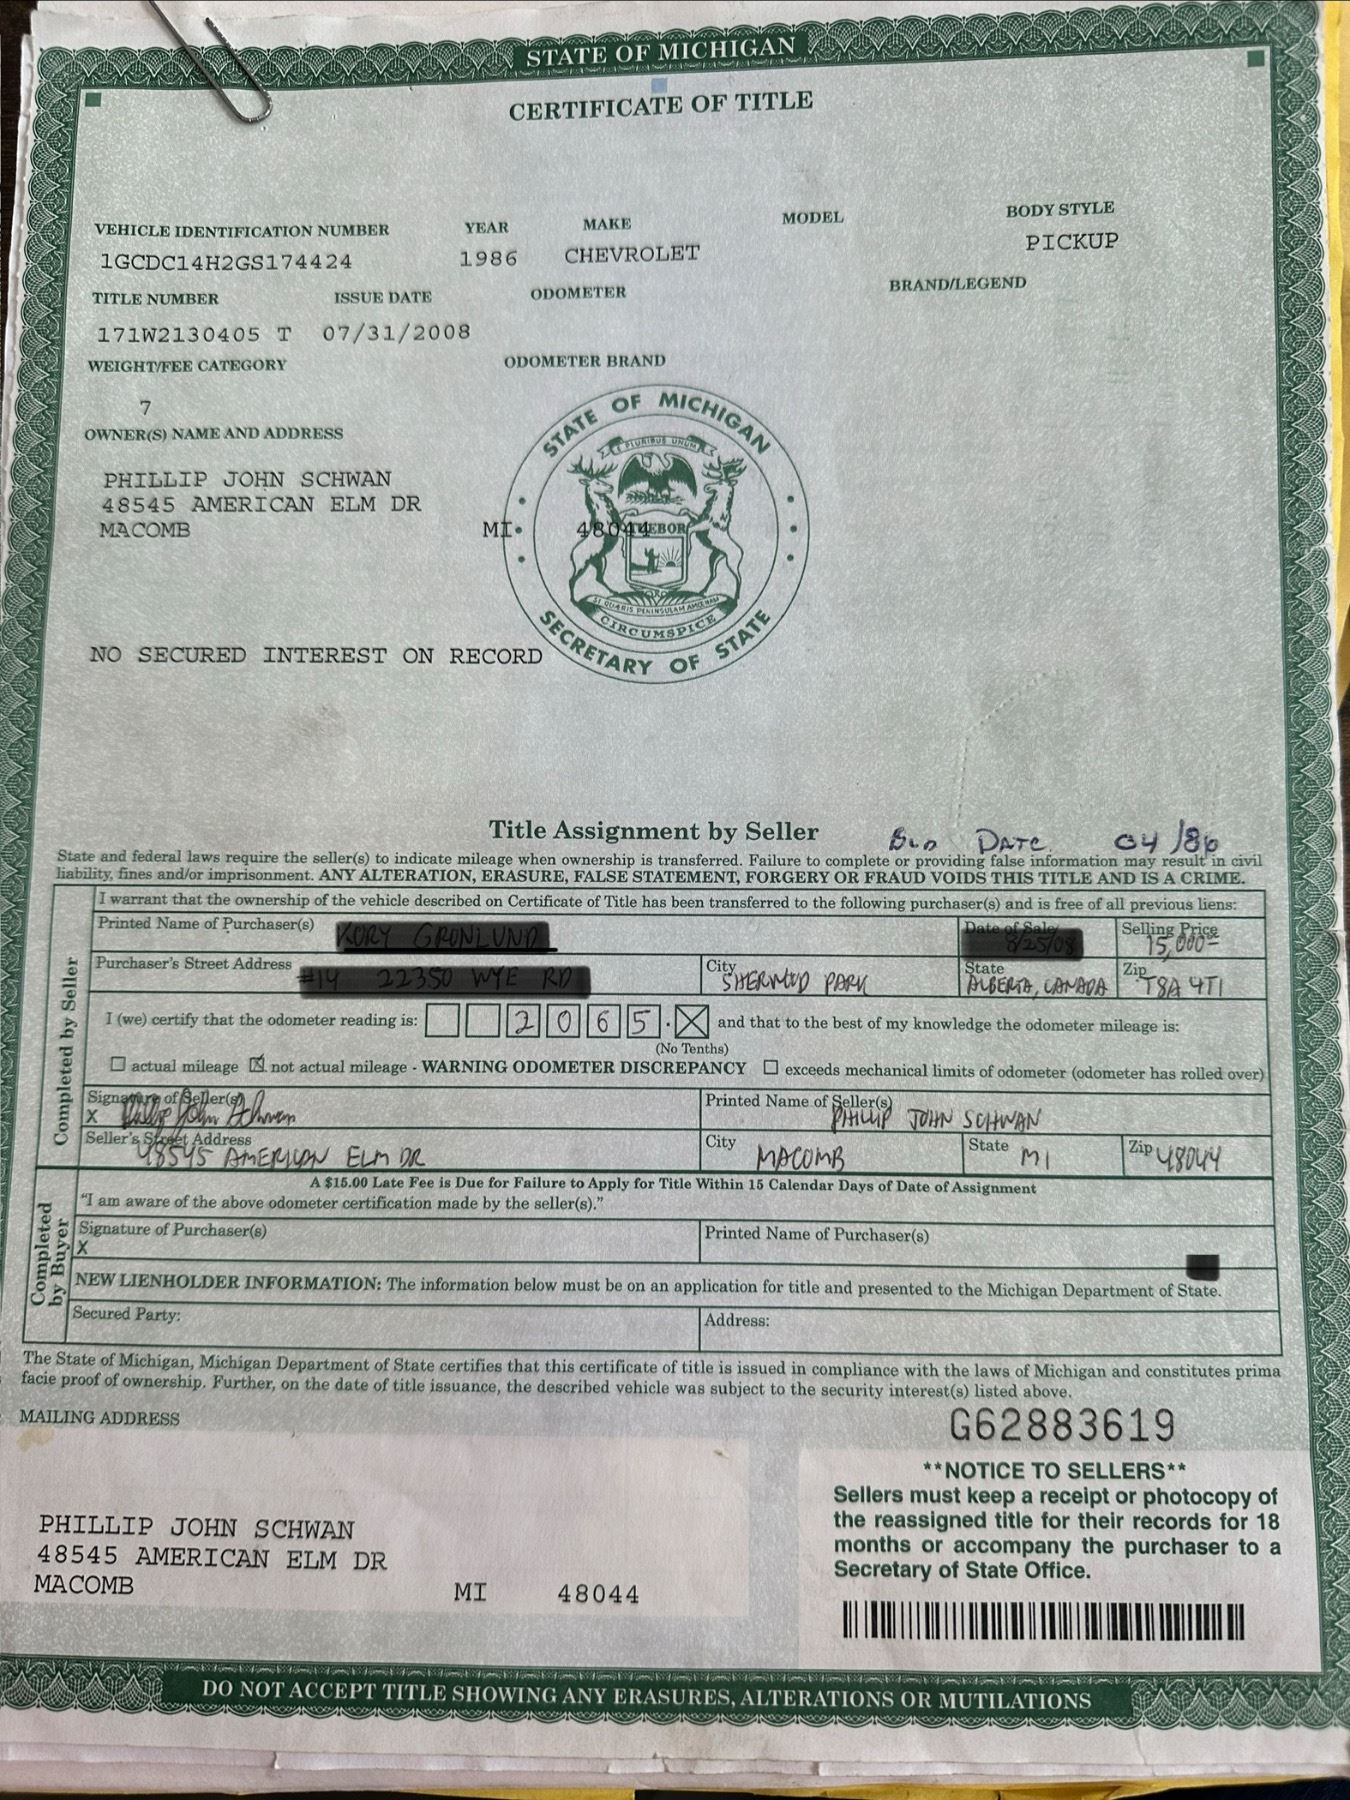 STATE OF MICHIGAN
CERTIFICATE OF TITLE
VEHICLE IDENTIFICATION NUMBER YEAR MAKE MODEL BODY STYLE
1GCDC14H2GS174424 1986 CHEVROLET PICKUP
TITLE NUMBER ISSUE DATE ODOMETER BRAND/LEGEND
171W2130405 T 07/31/2008
WEIGHT/FEE CATEGORY ODOMETER BRAND
7
OWNER(S) NAME AND ADDRESS
PHILLIP JOHN SCHWAN
48545 AMERICAN ELM DR
MACOMB MI 48044
STATE OF MICHIGAN
E PLURIBUS UNUM
TUEBOR
SI QUÆRIS PENINSULAM AMŒNAM
CIRCUMSPICE
SECRETARY OF STATE
NO SECURED INTEREST ON RECORD
Title Assignment by Seller BLD DATE 04/86
State and federal laws require the seller(s) to indicate mileage when ownership is transferred. Failure to complete or providing false information may result in civil
liability, fines and/or imprisonment. ANY ALTERATION, ERASURE, FALSE STATEMENT, FORGERY OR FRAUD VOIDS THIS TITLE AND IS A CRIME.
Completed by Seller
I warrant that the ownership of the vehicle described on Certificate of Title has been transferred to the following purchaser(s) and is free of all previous liens:
Printed Name of Purchaser(s) Date of Sale Selling Price
15,000-
Purchaser's Street Address City SHERWOOD PARK State ALBERTA, CANADA Zip T8A 4T1
I (we) certify that the odometer reading is: 2 0 6 5 . X and that to the best of my knowledge the odometer mileage is:
(No Tenths)
actual mileage X not actual mileage - WARNING ODOMETER DISCREPANCY exceeds mechanical limits of odometer (odometer has rolled over)
Signature of Seller(s) Printed Name of Seller(s)
X Phillip John Schwan PHILLIP JOHN SCHWAN
Seller's Street Address City State Zip
48545 AMERICAN ELM DR MACOMB MI 48044
A $15.00 Late Fee is Due for Failure to Apply for Title Within 15 Calendar Days of Date of Assignment
Completed by Buyer
"I am aware of the above odometer certification made by the seller(s)."
Signature of Purchaser(s) Printed Name of Purchaser(s)
X
NEW LIENHOLDER INFORMATION: The information below must be on an application for title and presented to the Michigan Department of State.
Secured Party: Address:
The State of Michigan, Michigan Department of State certifies that this certificate of title is issued in compliance with the laws of Michigan and constitutes prima
facie proof of ownership. Further, on the date of title issuance, the described vehicle was subject to the security interest(s) listed above.
MAILING ADDRESS
G62883619
**NOTICE TO SELLERS**
Sellers must keep a receipt or photocopy of
the reassigned title for their records for 18
months or accompany the purchaser to a
Secretary of State Office.
PHILLIP JOHN SCHWAN
48545 AMERICAN ELM DR
MACOMB MI 48044
DO NOT ACCEPT TITLE SHOWING ANY ERASURES, ALTERATIONS OR MUTILATIONS